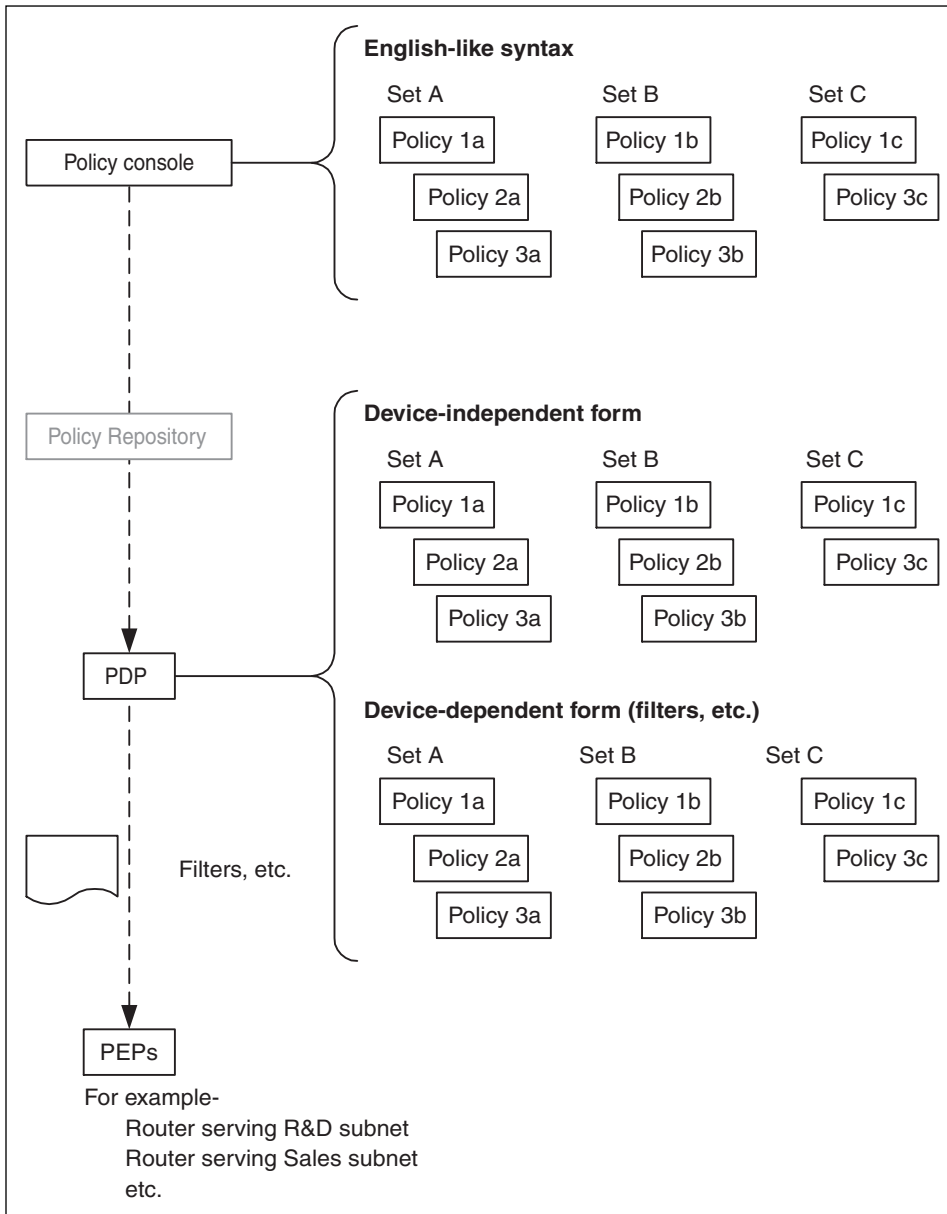 English-like syntax
Set A Set B Set C
Policy console
Policy 1a Policy 1b Policy 1c
Policy 2a Policy 2b Policy 3c
Policy 3a Policy 3b
Device-independent form
Policy Repository
Set A Set B Set C
Policy 1a Policy 1b Policy 1c
Policy 2a Policy 2b Policy 3c
Policy 3a Policy 3b
PDP
Device-dependent form (filters, etc.)
Set A Set B Set C
Policy 1a Policy 1b Policy 1c
Policy 2a Policy 2b Policy 3c
Filters, etc.
Policy 3a Policy 3b
PEPs
For example-
Router serving R&D subnet
Router serving Sales subnet
etc.